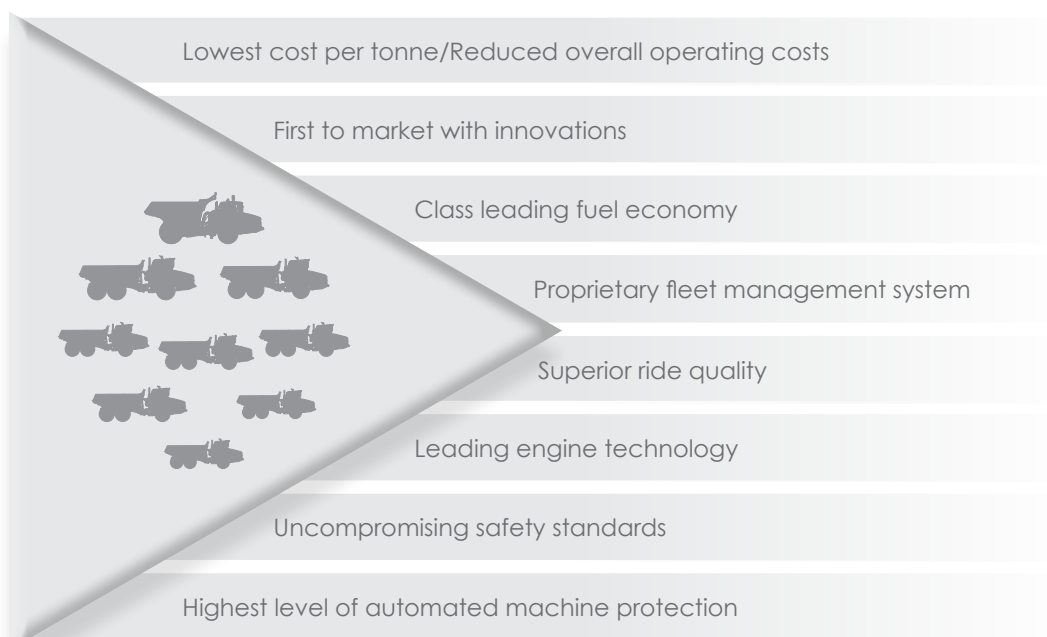 Lowest cost per tonne/Reduced overall operating costs
First to market with innovations
Class leading fuel economy
Proprietary fleet management system
Superior ride quality
Leading engine technology
Uncompromising safety standards
Highest level of automated machine protection